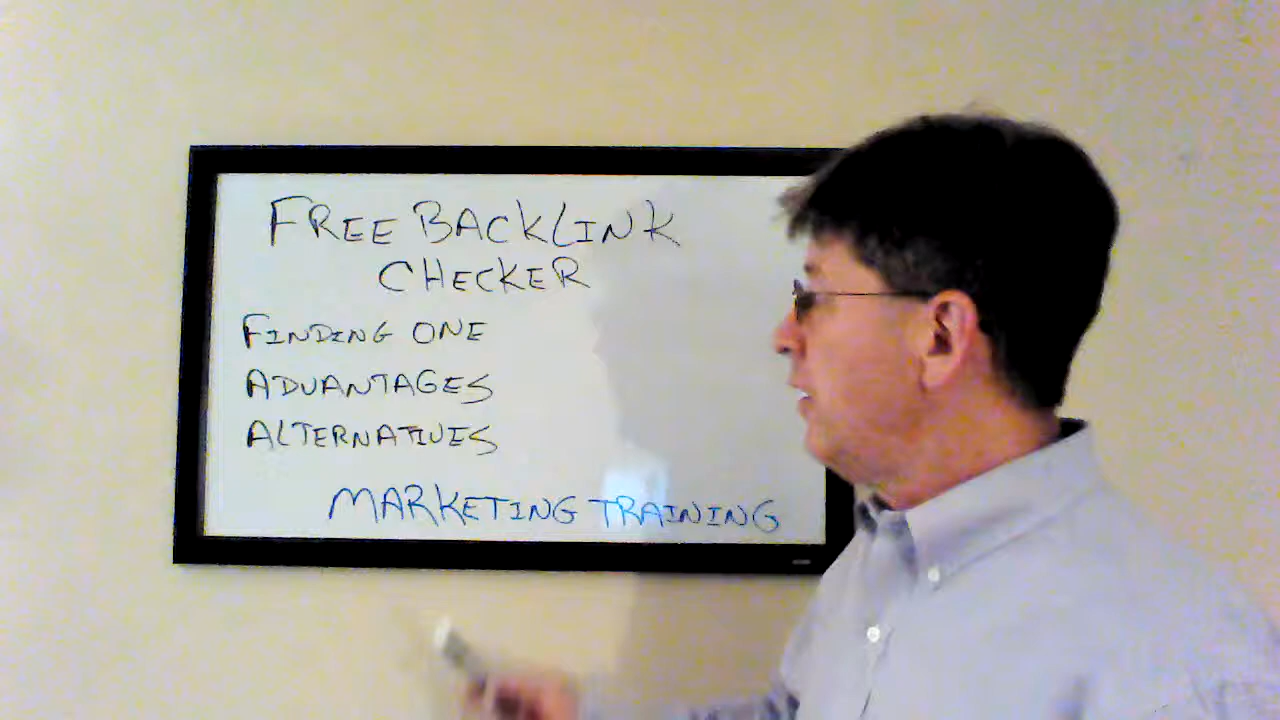 FREE BACKLINK
CHECKER
FINDING ONE
ADVANTAGES
ALTERNATIVES
MARKETING TRAINING